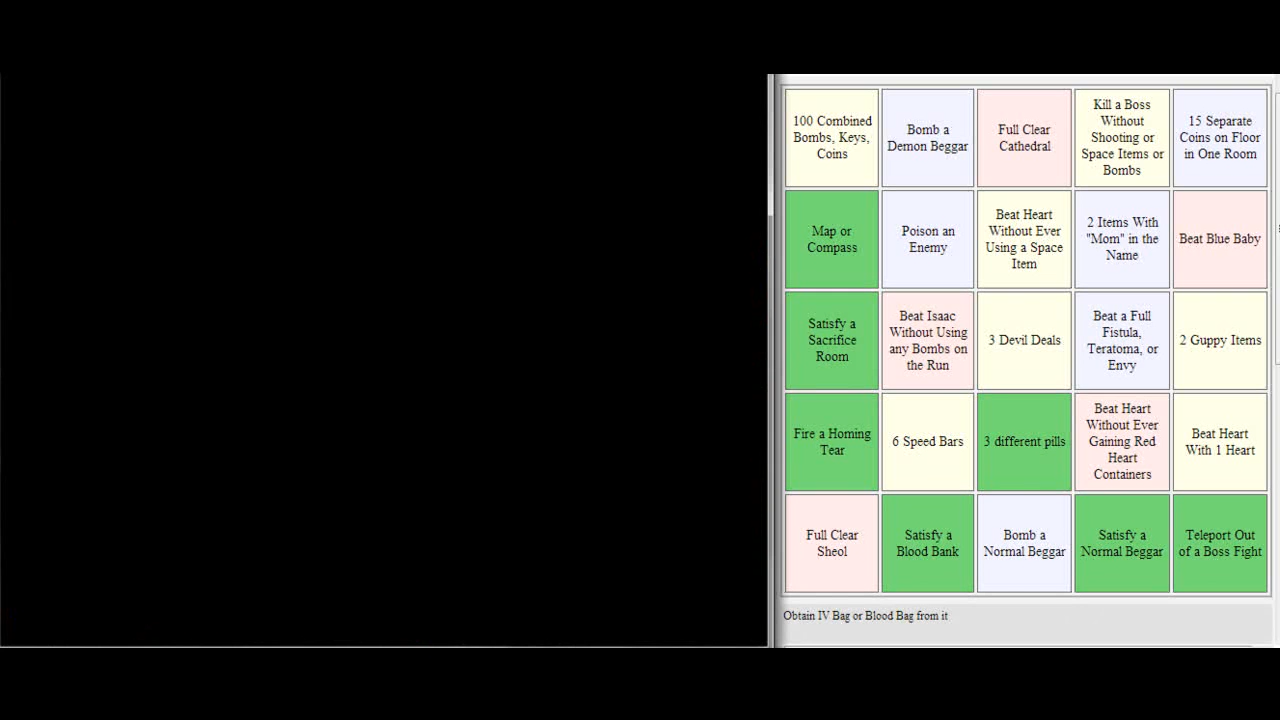 100 Combined
Bombs, Keys,
Coins
Bomb a
Demon Beggar
Full Clear
Cathedral
Kill a Boss
Without
Shooting or
Space Items or
Bombs
15 Separate
Coins on Floor
in One Room
Map or
Compass
Poison an
Enemy
Beat Heart
Without Ever
Using a Space
Item
2 Items With
"Mom" in the
Name
Beat Blue Baby
Satisfy a
Sacrifice
Room
Beat Isaac
Without Using
any Bombs on
the Run
3 Devil Deals
Beat a Full
Fistula,
Teratoma, or
Envy
2 Guppy Items
Fire a Homing
Tear
6 Speed Bars
3 different pills
Beat Heart
Without Ever
Gaining Red
Heart
Containers
Beat Heart
With 1 Heart
Full Clear
Sheol
Satisfy a
Blood Bank
Bomb a
Normal Beggar
Satisfy a
Normal Beggar
Teleport Out
of a Boss Fight
Obtain IV Bag or Blood Bag from it